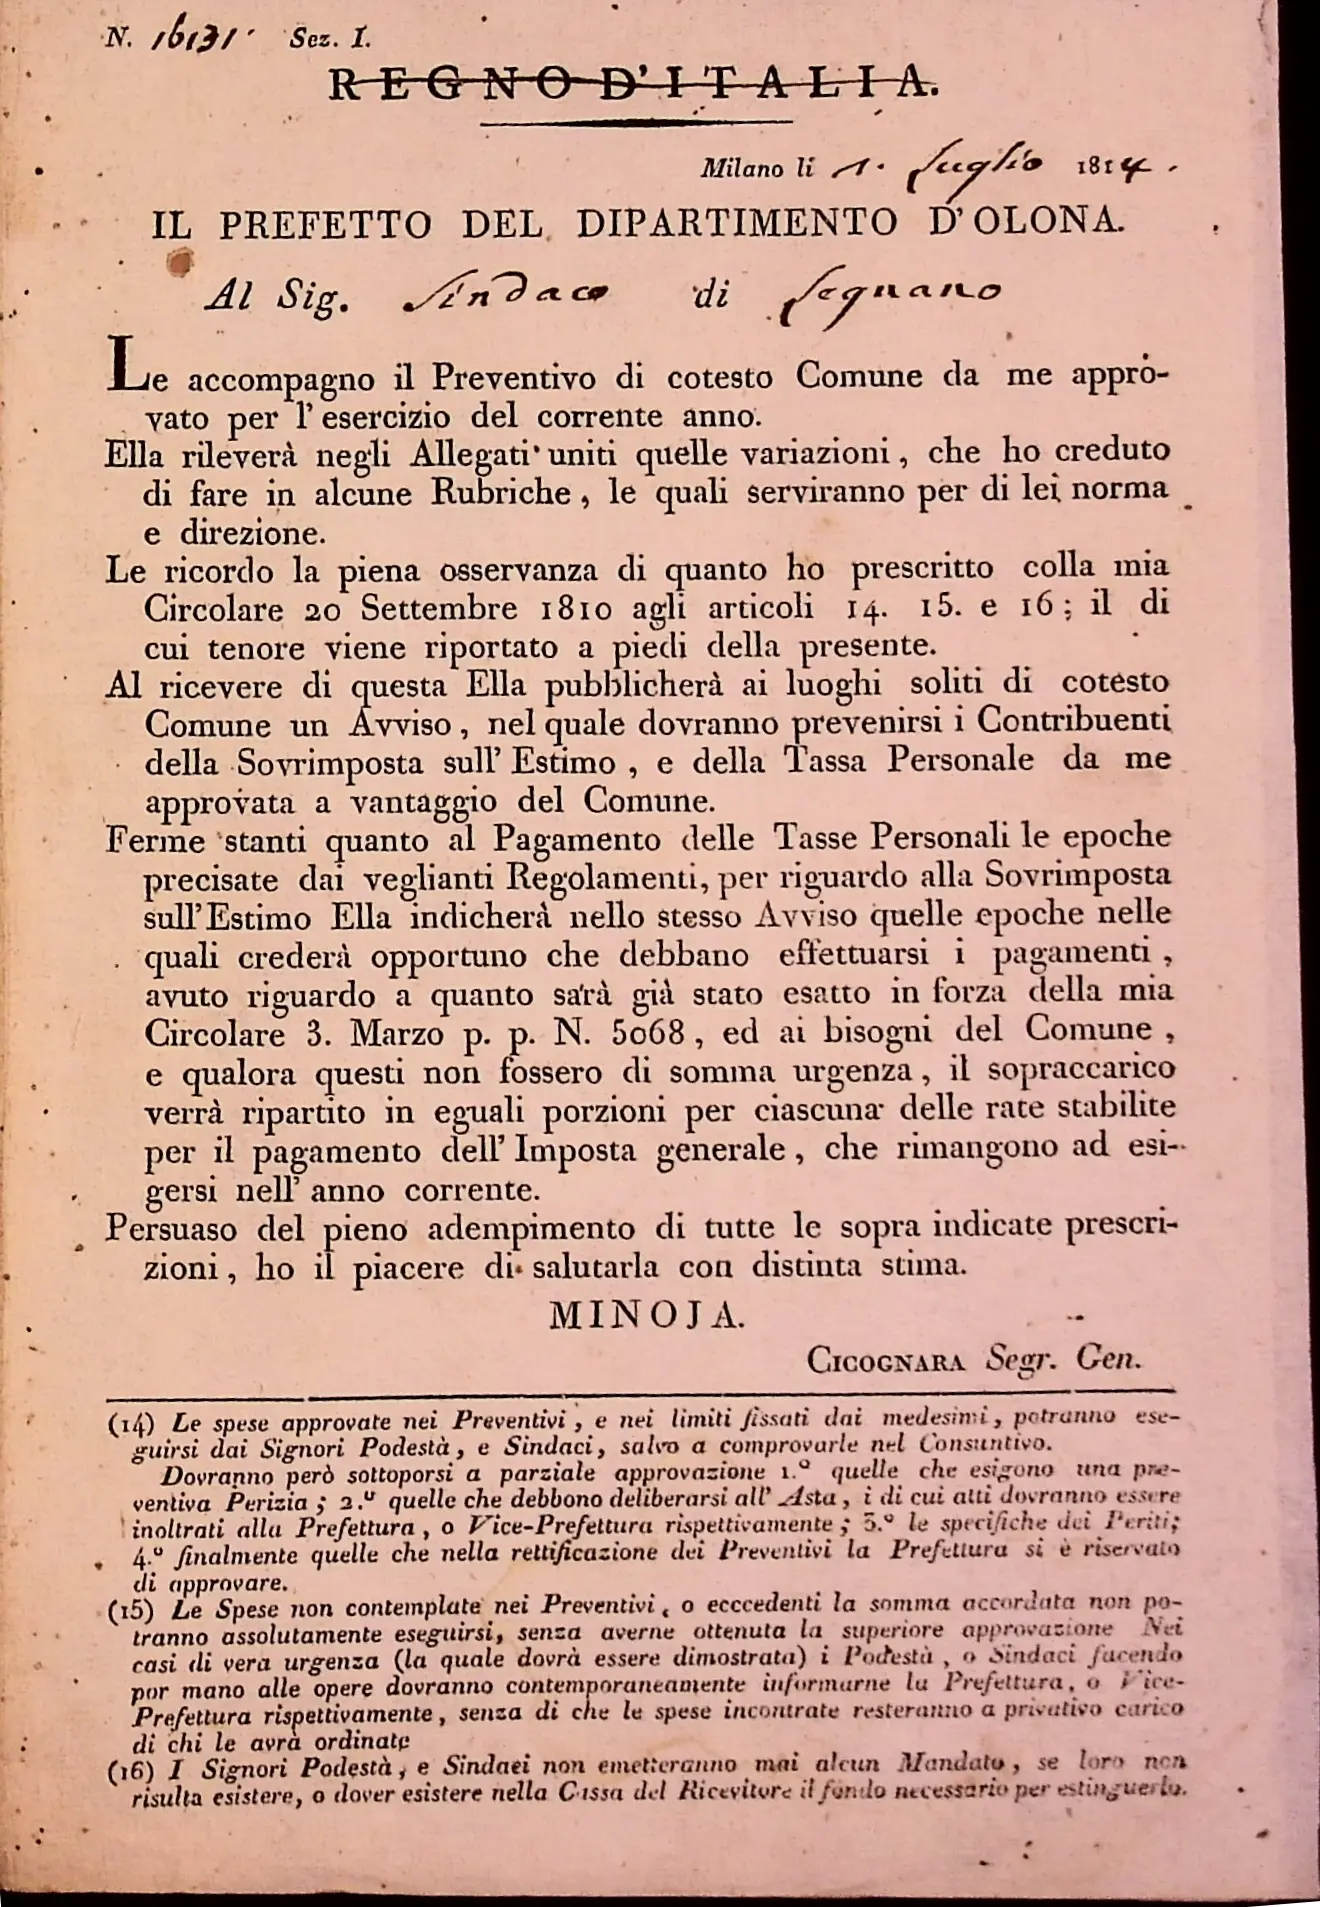 N. 16131. Sez. I.
REGNO D'ITALIA.
Milano li 1. Luglio 1814.
IL PREFETTO DEL DIPARTIMENTO D'OLONA.
Al Sig. Sindaco di Legnano
Le accompagno il Preventivo di cotesto Comune da me appro-
vato per l' esercizio del corrente anno.
Ella rileverà negli Allegati uniti quelle variazioni, che ho creduto
di fare in alcune Rubriche, le quali serviranno per di lei norma
e direzione.
Le ricordo la piena osservanza di quanto ho prescritto colla mia
Circolare 20 Settembre 1810 agli articoli 14. 15. e 16; il di
cui tenore viene riportato a piedi della presente.
Al ricevere di questa Ella pubblicherà ai luoghi soliti di cotesto
Comune un Avviso, nel quale dovranno prevenirsi i Contribuenti
della Sovrimposta sull' Estimo, e della Tassa Personale da me
approvata a vantaggio del Comune.
Ferme stanti quanto al Pagamento delle Tasse Personali le epoche
precisate dai veglianti Regolamenti, per riguardo alla Sovrimposta
sull' Estimo Ella indicherà nello stesso Avviso quelle epoche nelle
quali crederà opportuno che debbano effettuarsi i pagamenti,
avuto riguardo a quanto sarà già stato esatto in forza della mia
Circolare 3. Marzo p. p. N. 5068, ed ai bisogni del Comune,
e qualora questi non fossero di somma urgenza, il sopraccarico
verrà ripartito in eguali porzioni per ciascuna delle rate stabilite
per il pagamento dell' Imposta generale, che rimangono ad esi-
gersi nell' anno corrente.
Persuaso del pieno adempimento di tutte le sopra indicate prescri-
zioni, ho il piacere di salutarla con distinta stima.
MINOJA.
CICOGNARA Segr. Gen.
(14) Le spese approvate nei Preventivi, e nei limiti fissati dai medesimi, potranno ese-
guirsi dai Signori Podestà, e Sindaci, salvo a comprovarle nel Consuntivo.
Dovranno però sottoporsi a parziale approvazione 1.° quelle che esigono una pre-
ventiva Perizia; 2.° quelle che debbono deliberarsi all' Asta, i di cui atti dovranno essere
inoltrati alla Prefettura, o Vice-Prefettura rispettivamente; 3.° le specifiche dei Periti;
4.° finalmente quelle che nella rettificazione dei Preventivi la Prefettura si è riservato
di approvare.
(15) Le Spese non contemplate nei Preventivi, o ecccedenti la somma accordata non po-
tranno assolutamente eseguirsi, senza averne ottenuta la superiore approvazione Nei
casi di vera urgenza (la quale dovrà essere dimostrata) i Podestà, o Sindaci facendo
por mano alle opere dovranno contemporaneamente informarne la Prefettura, o Vice-
Prefettura rispettivamente, senza di che le spese incontrate resteranno a privativo carico
di chi le avrà ordinate
(16) I Signori Podestà, e Sindaci non emetteranno mai alcun Mandato, se loro non
risulta esistere, o dover esistere nella Cassa del Ricevitore il fondo necessario per estinguerlo.